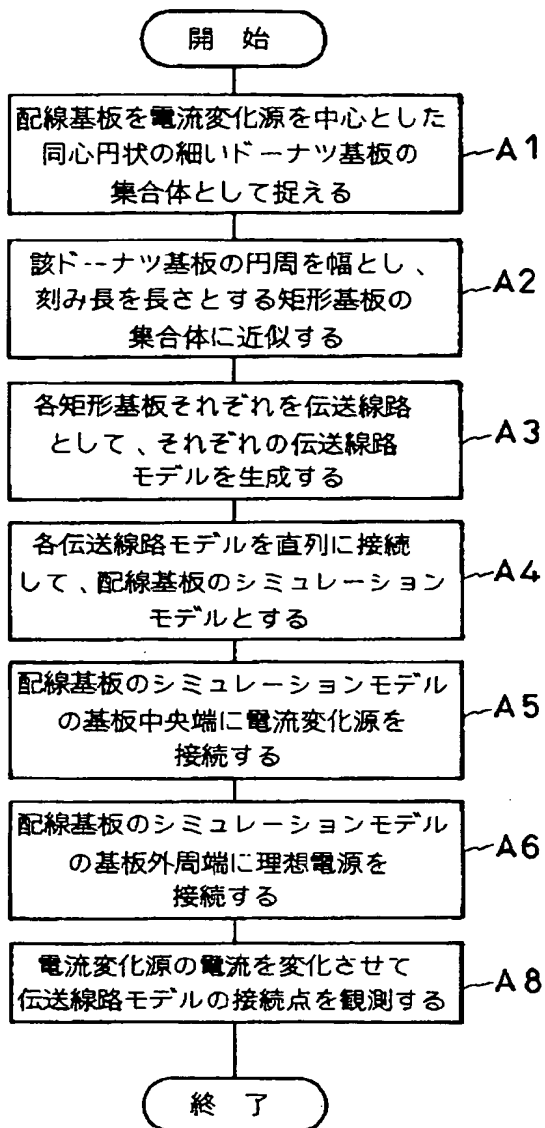 開 始
配線基板を電流変化源を中心とした
同心円状の細いドーナツ基板の
集合体として捉える
A1
該ドーナツ基板の円周を幅とし、
刻み長を長さとする矩形基板の
集合体に近似する
A2
各矩形基板それぞれを伝送線路
として、それぞれの伝送線路
モデルを生成する
A3
各伝送線路モデルを直列に接続
して、配線基板のシミュレーション
モデルとする
A4
配線基板のシミュレーションモデル
の基板中央端に電流変化源を
接続する
A5
配線基板のシミュレーションモデル
の基板外周端に理想電源を
接続する
A6
電流変化源の電流を変化させて
伝送線路モデルの接続点を観測する
A8
終 了